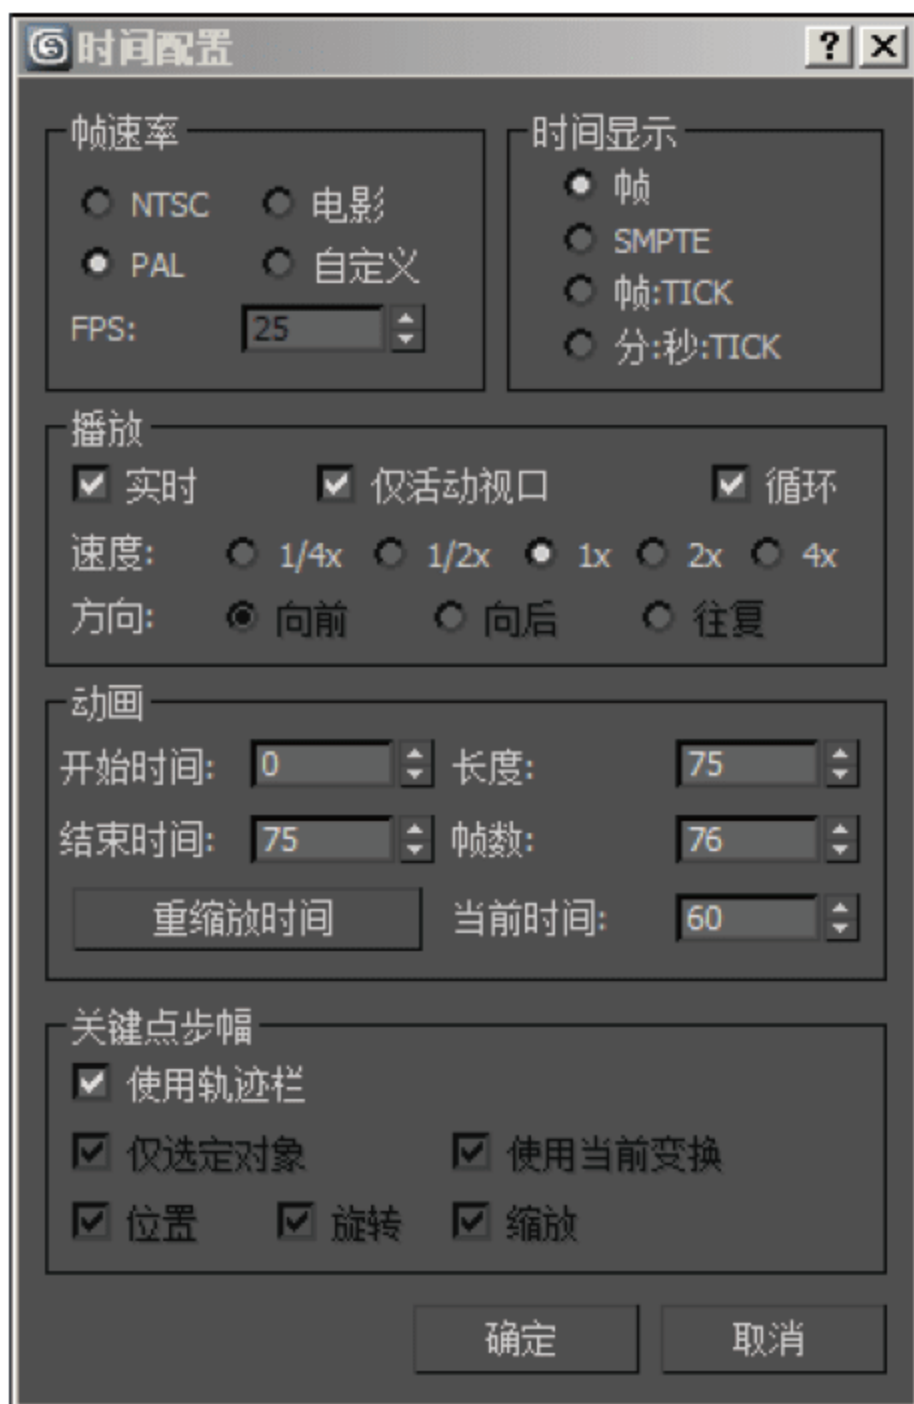 时间配置
帧速率
NTSC 电影
PAL 自定义
FPS: 25
时间显示
帧
SMPTE
帧:TICK
分:秒:TICK
播放
实时 仅活动视口 循环
速度: 1/4x 1/2x 1x 2x 4x
方向: 向前 向后 往复
动画
开始时间: 0 长度: 75
结束时间: 75 帧数: 76
重缩放时间 当前时间: 60
关键点步幅
使用轨迹栏
仅选定对象 使用当前变换
位置 旋转 缩放
确定 取消